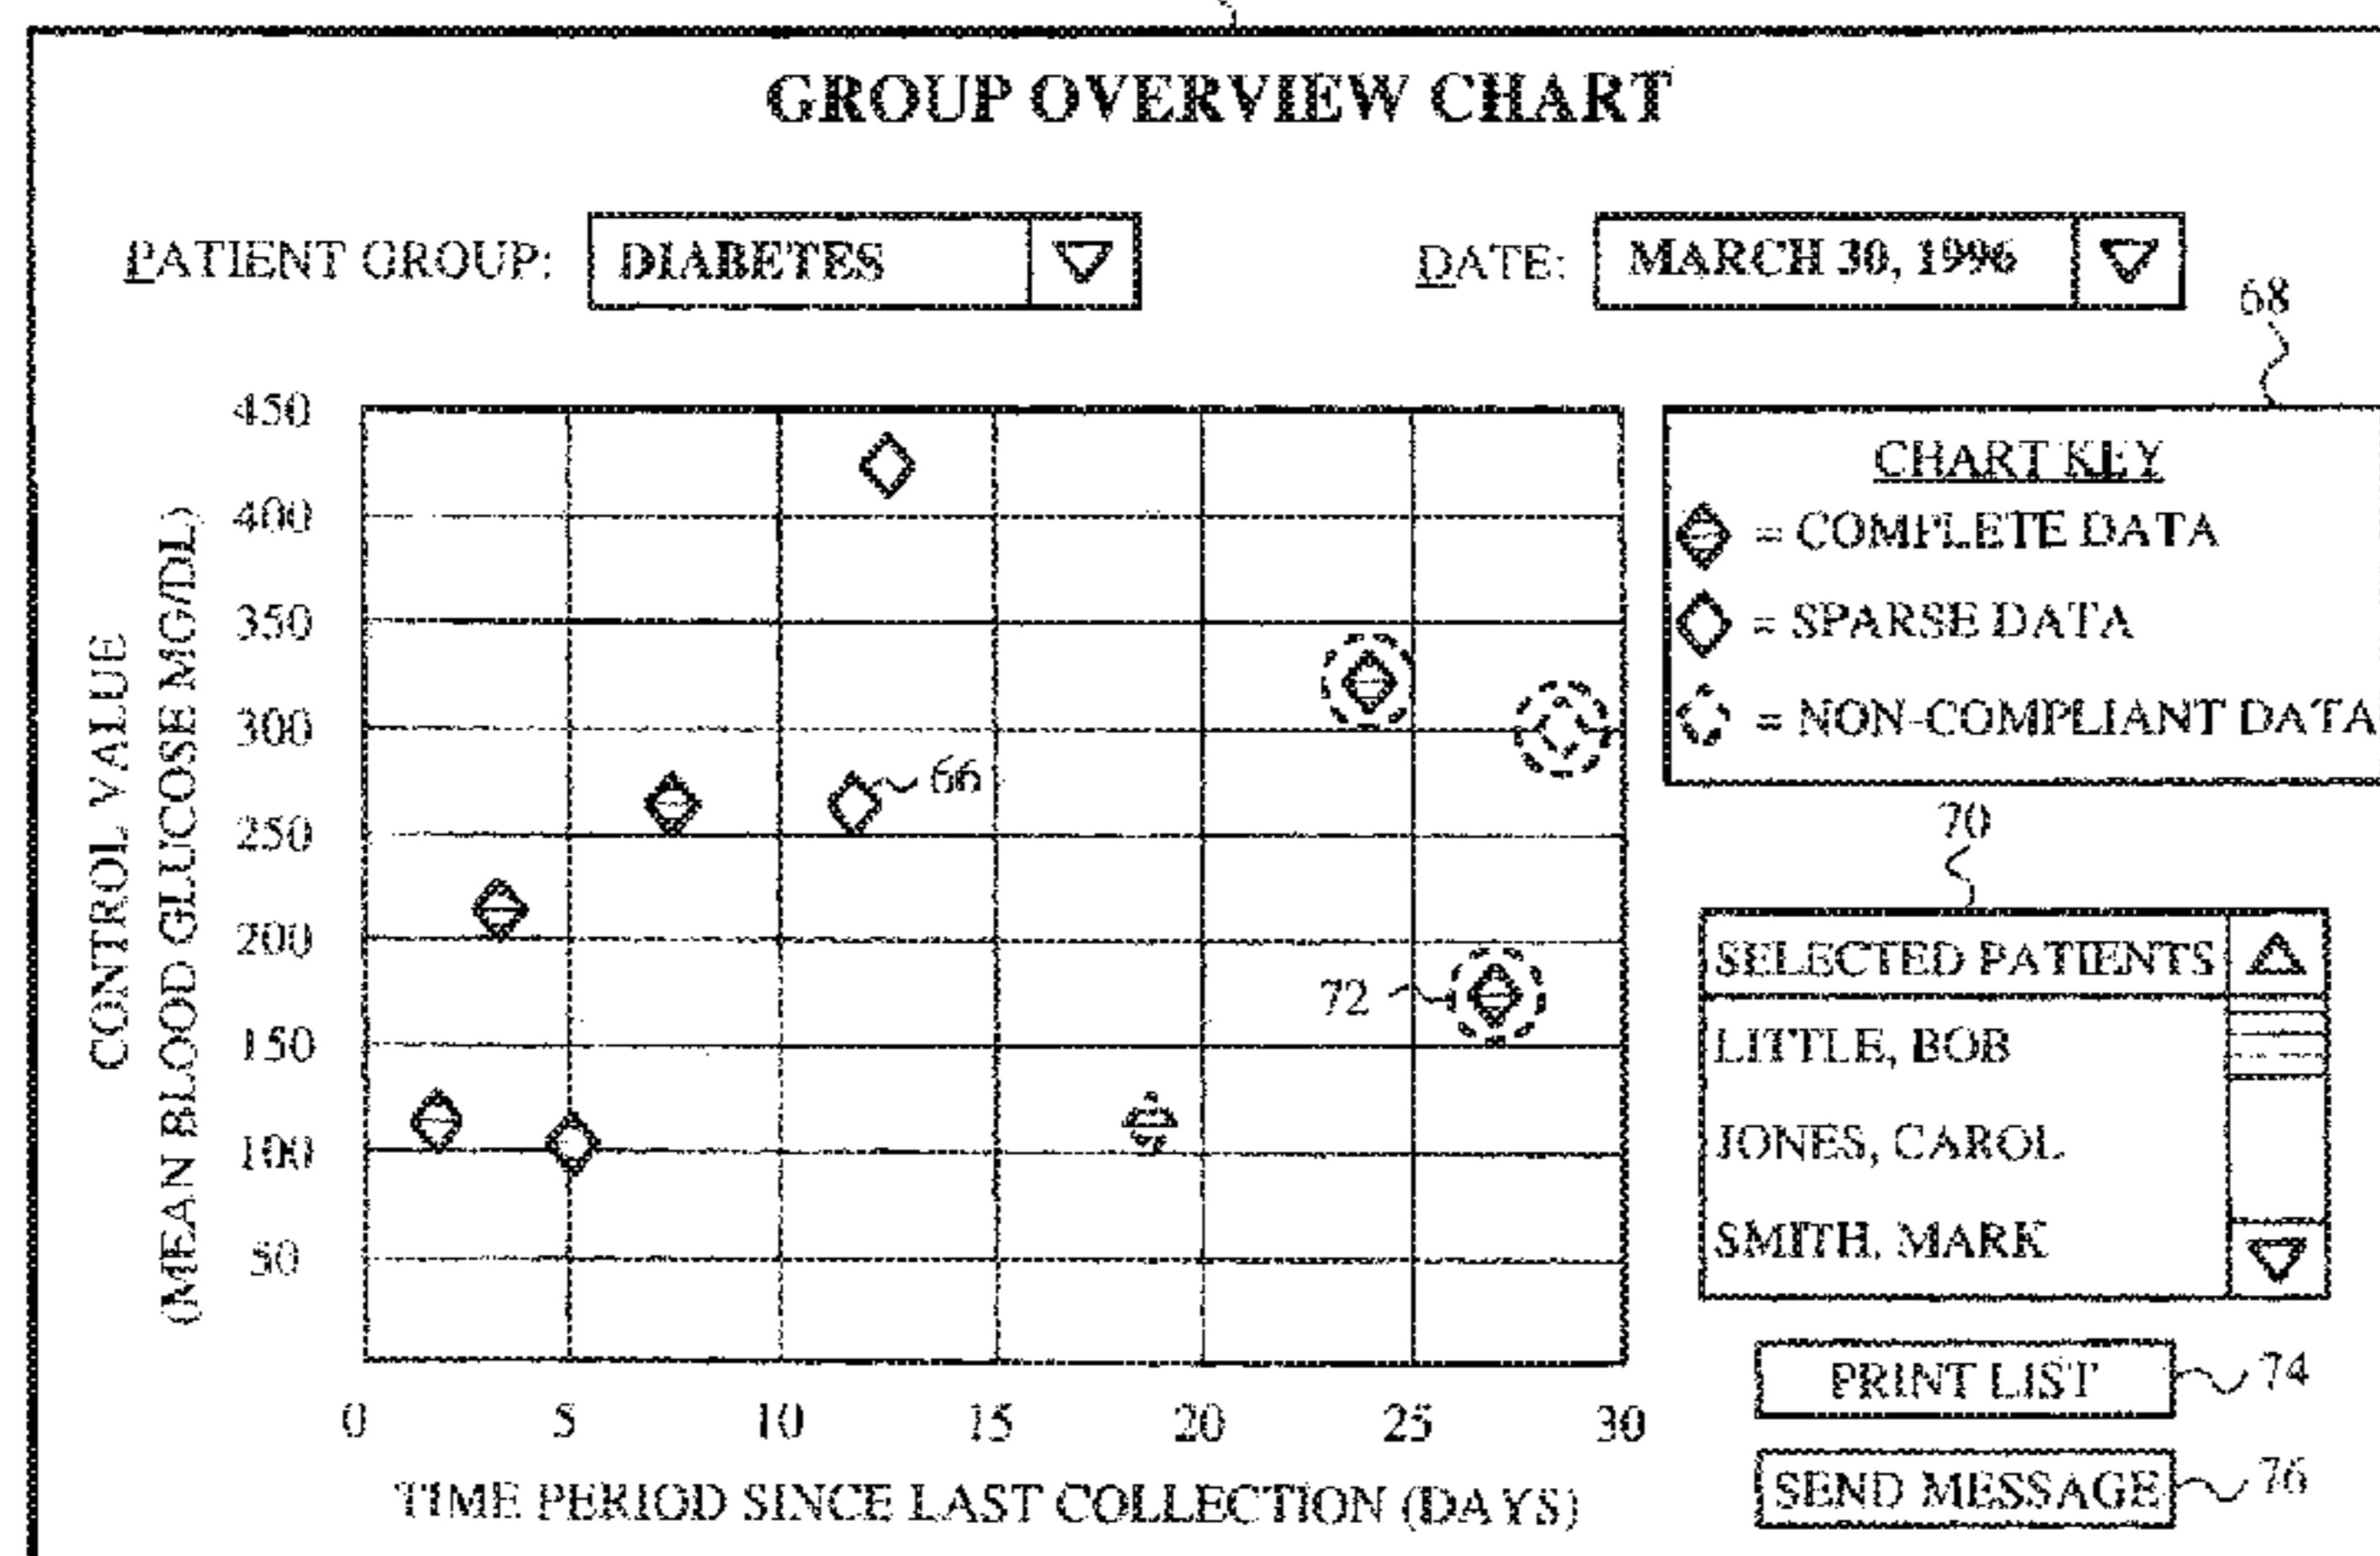 GROUP OVERVIEW CHART
PATIENT GROUP: DIABETES
DATE: MARCH 30, 1996
68
450
400
350
300
250
200
150
100
50
CONTROL VALUE
(MEAN BLOOD GLUCOSE MG/DL)
66
72
0 5 10 15 20 25 30
TIME PERIOD SINCE LAST COLLECTION (DAYS)
CHART KEY
= COMPLETE DATA
= SPARSE DATA
= NON-COMPLIANT DATA
70
SELECTED PATIENTS
LITTLE, BOB
JONES, CAROL
SMITH, MARK
PRINT LIST 74
SEND MESSAGE 76